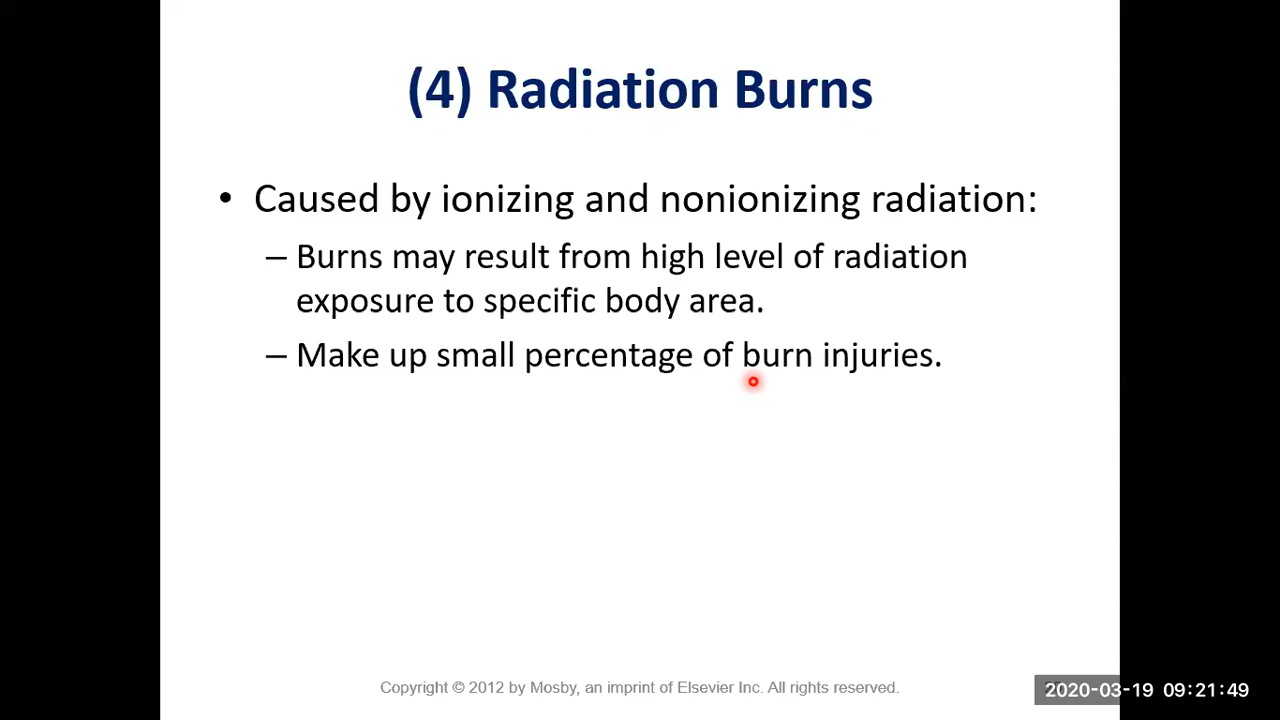 (4) Radiation Burns
• Caused by ionizing and nonionizing radiation:
– Burns may result from high level of radiation
exposure to specific body area.
– Make up small percentage of burn injuries.
Copyright © 2012 by Mosby, an imprint of Elsevier Inc. All rights reserved.
2020-03-19 09:21:49